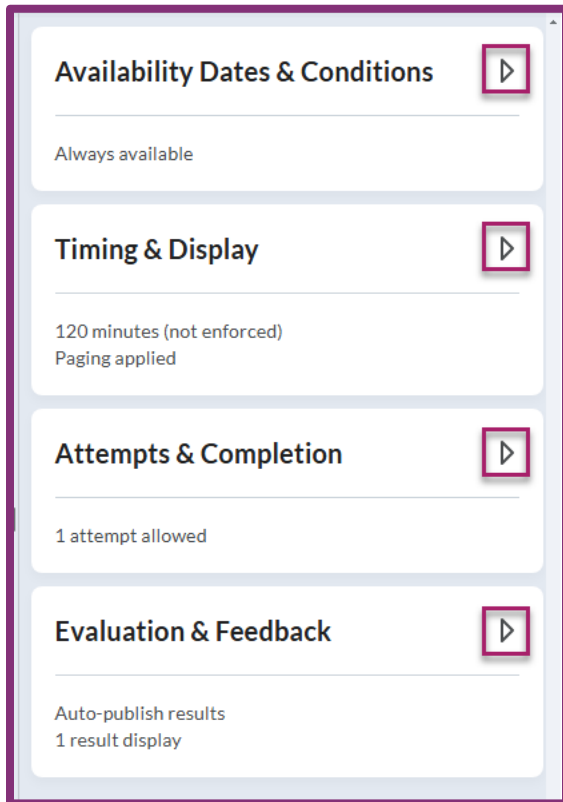 Availability Dates & Conditions
Always available
Timing & Display
120 minutes (not enforced)
Paging applied
Attempts & Completion
1 attempt allowed
Evaluation & Feedback
Auto-publish results
1 result display